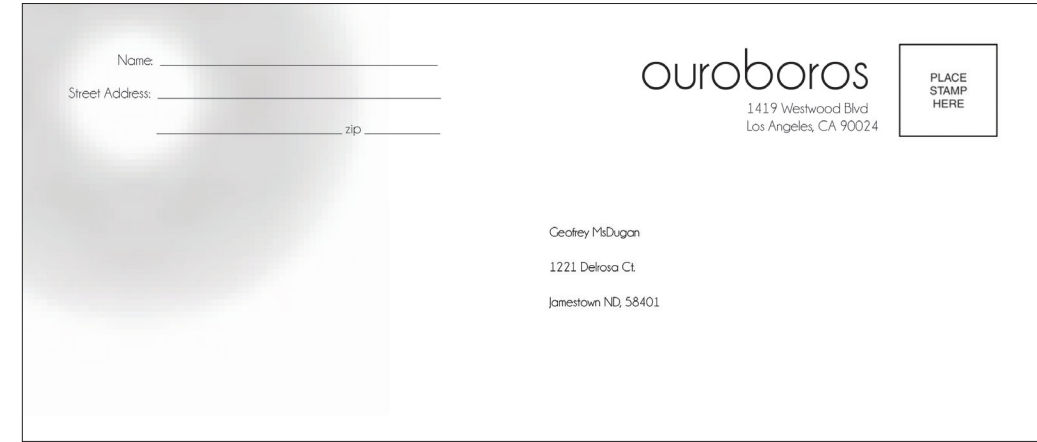 Name:
Street Address:
zip
ouroboros
1419 Westwood Blvd
Los Angeles, CA 90024
PLACE
STAMP
HERE
Geofrey MsDugan
1221 Delrosa Ct.
Jamestown ND, 58401